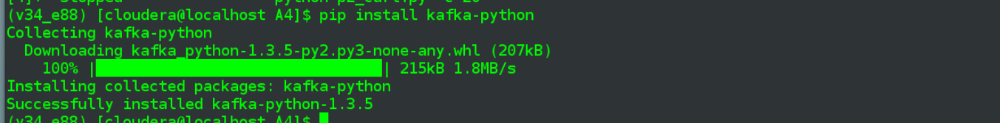 (v34_e88) [cloudera@localhost A4]$ pip install kafka-python
Collecting kafka-python
  Downloading kafka_python-1.3.5-py2.py3-none-any.whl (207kB)
    100% |████████████████████████████████| 215kB 1.8MB/s
Installing collected packages: kafka-python
Successfully installed kafka-python-1.3.5
(v34_e88) [cloudera@localhost A4]$